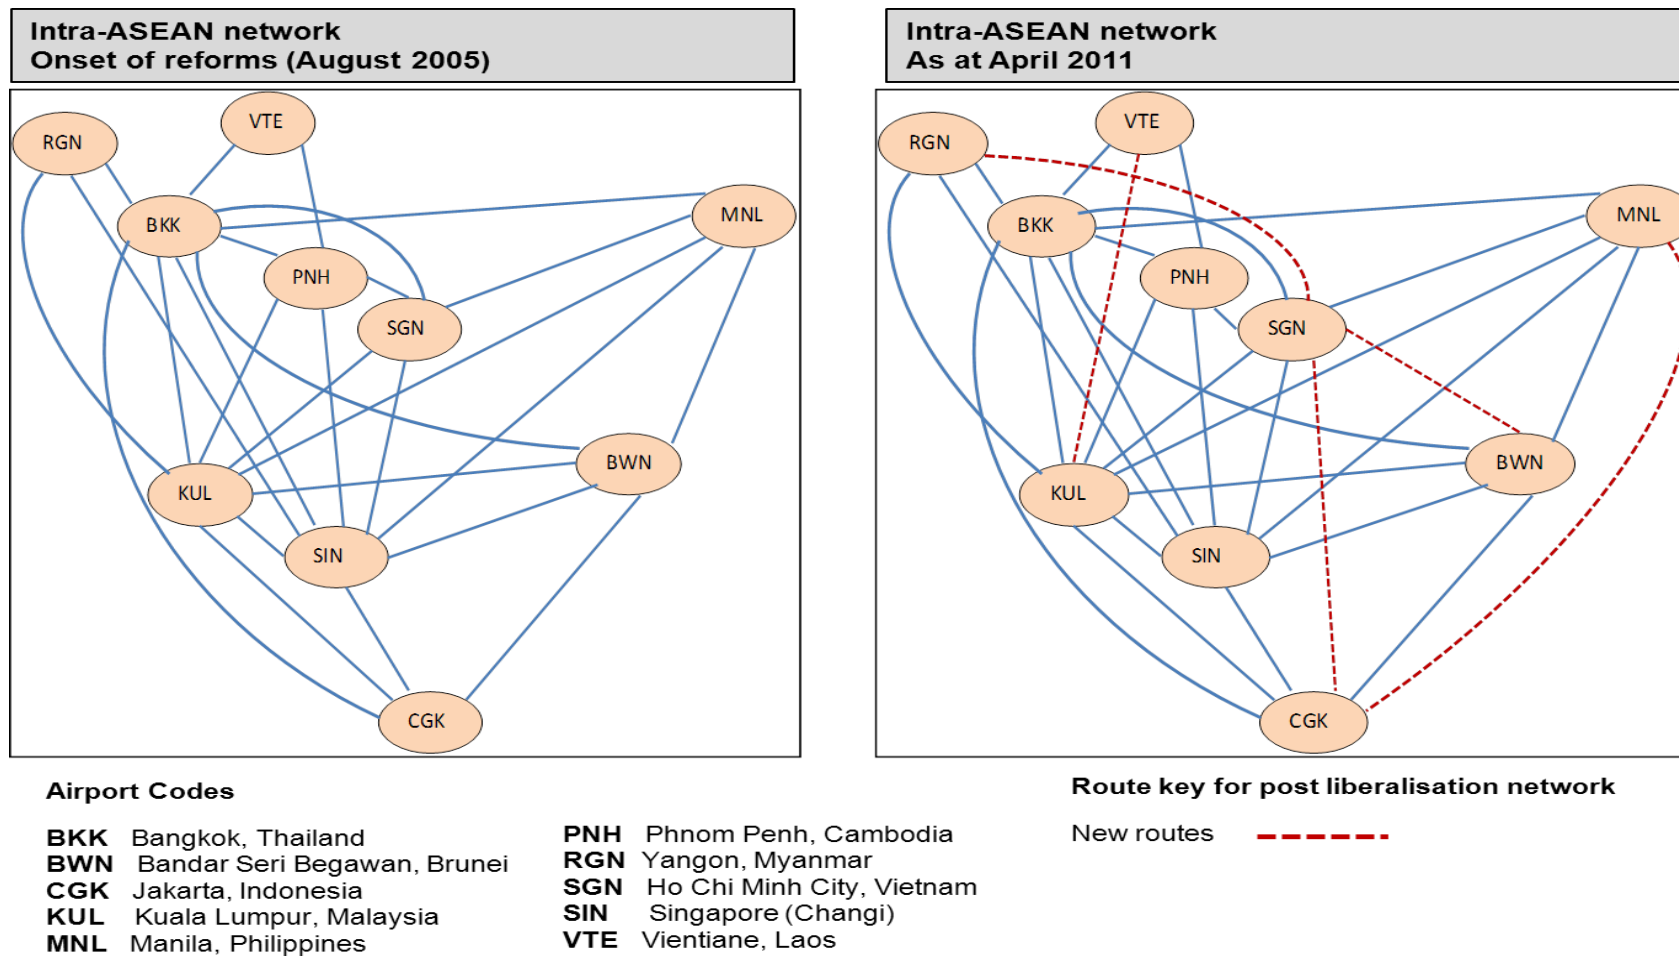 Intra-ASEAN network
Onset of reforms (August 2005)
RGN
VTE
BKK
MNL
PNH
SGN
BWN
KUL
SIN
CGK
Intra-ASEAN network
As at April 2011
RGN
VTE
BKK
MNL
PNH
SGN
BWN
KUL
SIN
CGK
Airport Codes
BKK Bangkok, Thailand
BWN Bandar Seri Begawan, Brunei
CGK Jakarta, Indonesia
KUL Kuala Lumpur, Malaysia
MNL Manila, Philippines
PNH Phnom Penh, Cambodia
RGN Yangon, Myanmar
SGN Ho Chi Minh City, Vietnam
SIN Singapore (Changi)
VTE Vientiane, Laos
Route key for post liberalisation network
New routes